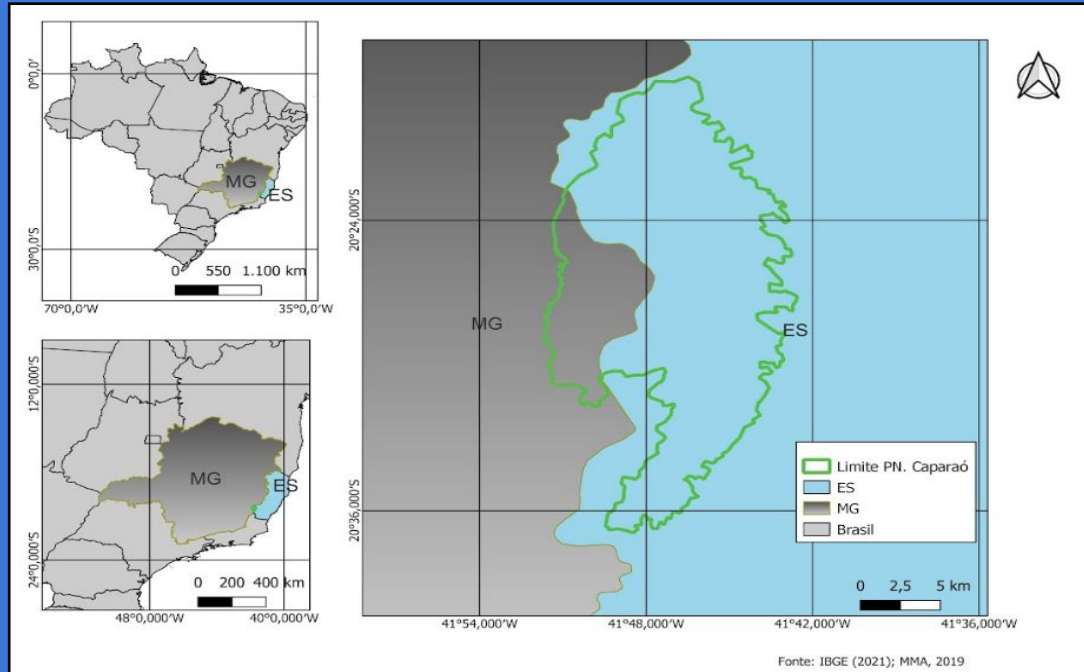 0°0,0'
MG
ES
30°0,0'S
0 550 1.100 km
70°0,0'W
35°0,0'W
12°0,000'S
MG
ES
24°0,000'S
0 200 400 km
48°0,000'W
40°0,000'W
20°24,000'S
MG
ES
20°36,000'S
Limite PN. Caparaó
ES
MG
Brasil
0 2,5 5 km
41°54,000'W
41°48,000'W
41°42,000'W
41°36,000'W
Fonte: IBGE (2021); MMA, 2019